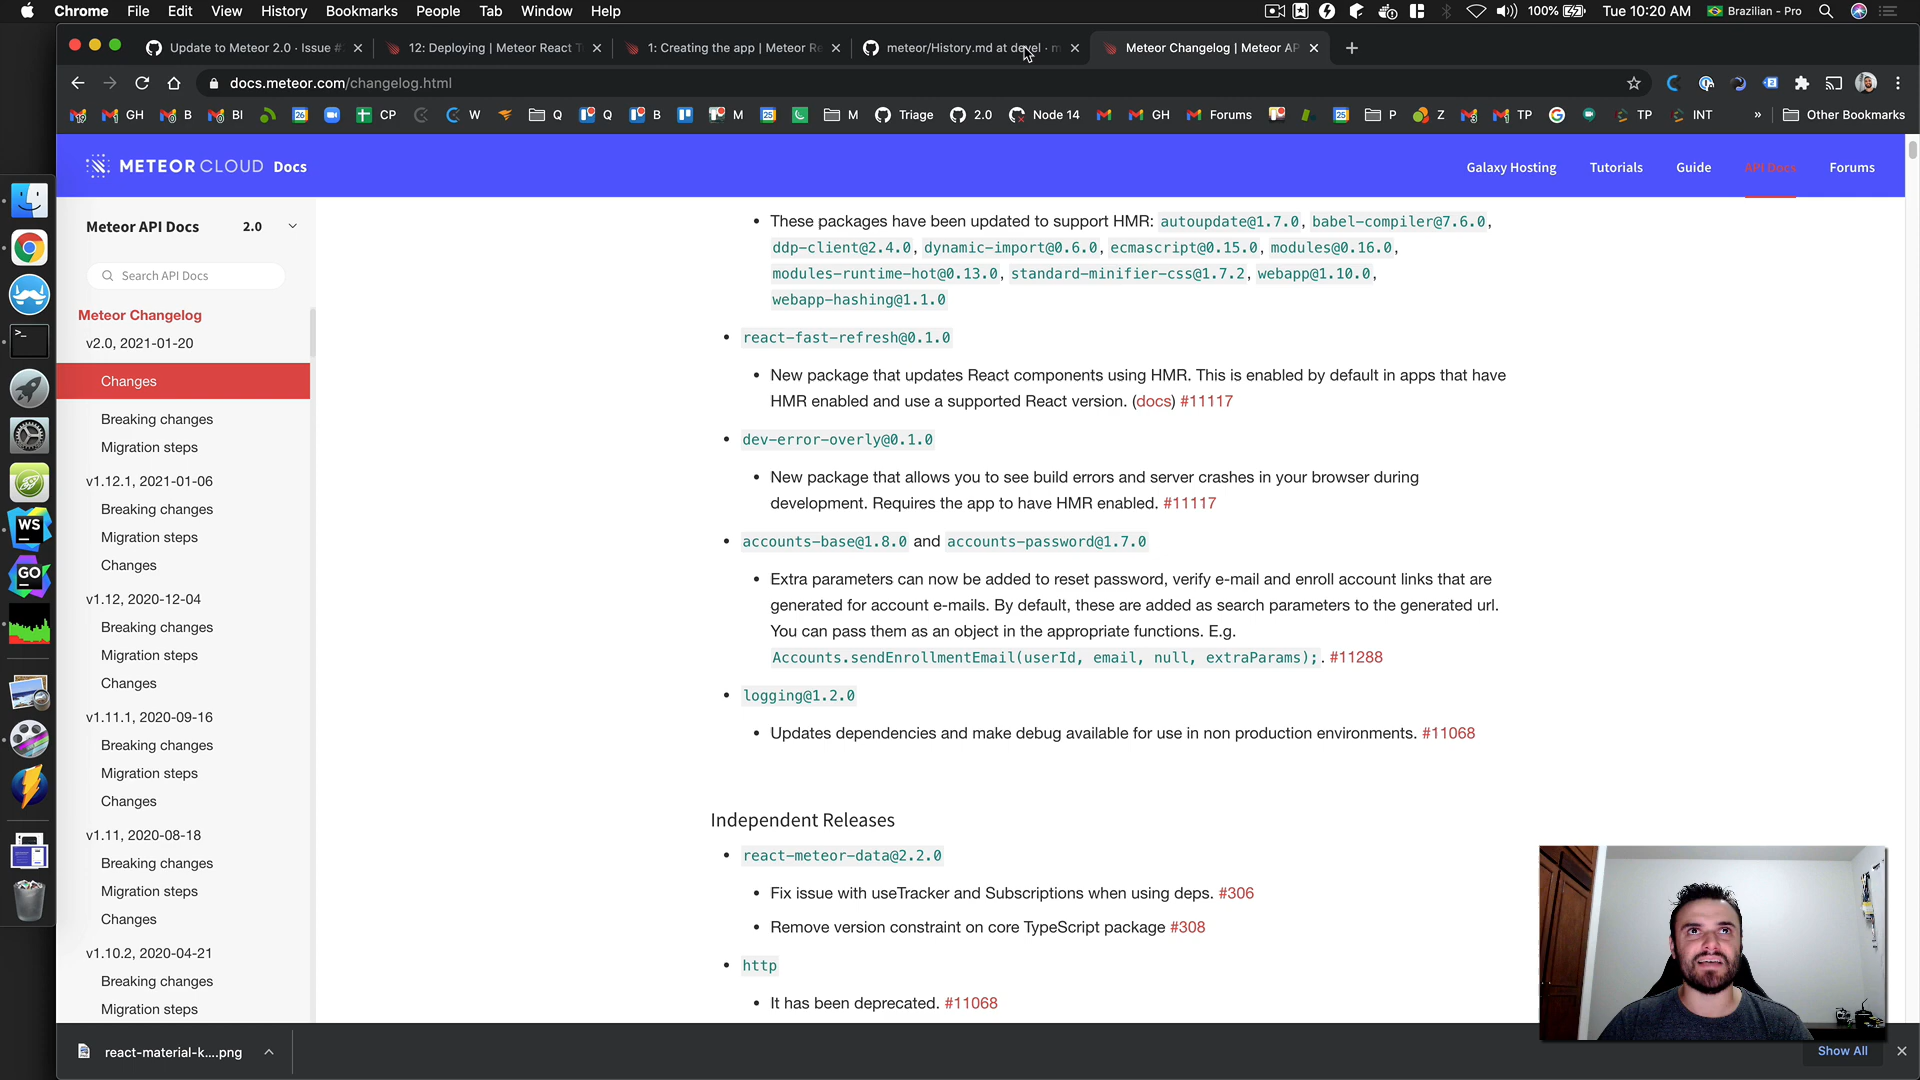 Chrome File Edit View History Bookmarks People Tab Window Help 100% Tue 10:20 AM Brazilian - Pro
Update to Meteor 2.0 · Issue # 12: Deploying | Meteor React T 1: Creating the app | Meteor Re meteor/History.md at devel · m Meteor Changelog | Meteor AP
docs.meteor.com/changelog.html
GH B BI CP W Q Q B M M Triage 2.0 Node 14 GH Forums P Z TP TP INT » Other Bookmarks
METEOR CLOUD Docs Galaxy Hosting Tutorials Guide API Docs Forums
Meteor API Docs 2.0
Search API Docs
Meteor Changelog
v2.0, 2021-01-20
Changes
Breaking changes
Migration steps
v1.12.1, 2021-01-06
Breaking changes
Migration steps
Changes
v1.12, 2020-12-04
Breaking changes
Migration steps
Changes
v1.11.1, 2020-09-16
Breaking changes
Migration steps
Changes
v1.11, 2020-08-18
Breaking changes
Migration steps
Changes
v1.10.2, 2020-04-21
Breaking changes
Migration steps
These packages have been updated to support HMR: autoupdate@1.7.0, babel-compiler@7.6.0,
ddp-client@2.4.0, dynamic-import@0.6.0, ecmascript@0.15.0, modules@0.16.0,
modules-runtime-hot@0.13.0, standard-minifier-css@1.7.2, webapp@1.10.0,
webapp-hashing@1.1.0
react-fast-refresh@0.1.0
New package that updates React components using HMR. This is enabled by default in apps that have
HMR enabled and use a supported React version. (docs) #11117
dev-error-overly@0.1.0
New package that allows you to see build errors and server crashes in your browser during
development. Requires the app to have HMR enabled. #11117
accounts-base@1.8.0 and accounts-password@1.7.0
Extra parameters can now be added to reset password, verify e-mail and enroll account links that are
generated for account e-mails. By default, these are added as search parameters to the generated url.
You can pass them as an object in the appropriate functions. E.g.
Accounts.sendEnrollmentEmail(userId, email, null, extraParams);. #11288
logging@1.2.0
Updates dependencies and make debug available for use in non production environments. #11068
Independent Releases
react-meteor-data@2.2.0
Fix issue with useTracker and Subscriptions when using deps. #306
Remove version constraint on core TypeScript package #308
http
It has been deprecated. #11068
WS
GO
react-material-k....png
Show All